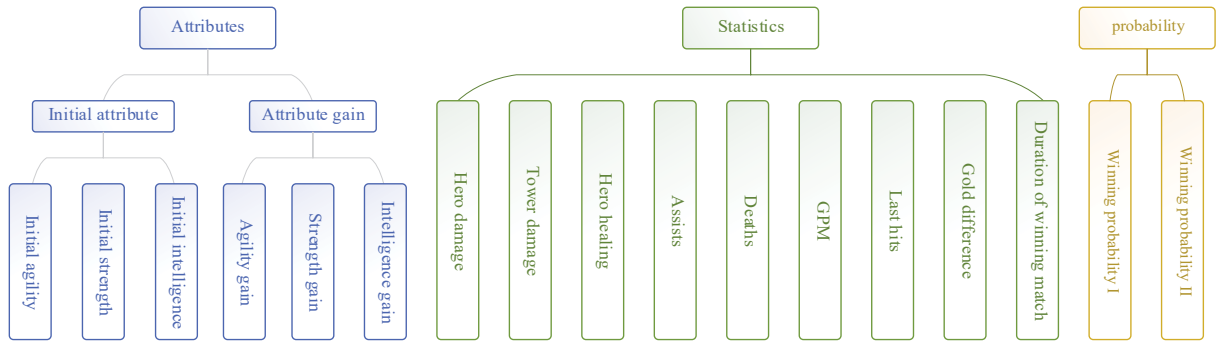 Attributes
Statistics
probability
Initial attribute
Attribute gain
Initial agility
Initial strength
Initial intelligence
Agility gain
Strength gain
Intelligence gain
Hero damage
Tower damage
Hero healing
Assists
Deaths
GPM
Last hits
Gold difference
Duration of winning match
Winning probability I
Winning probability II